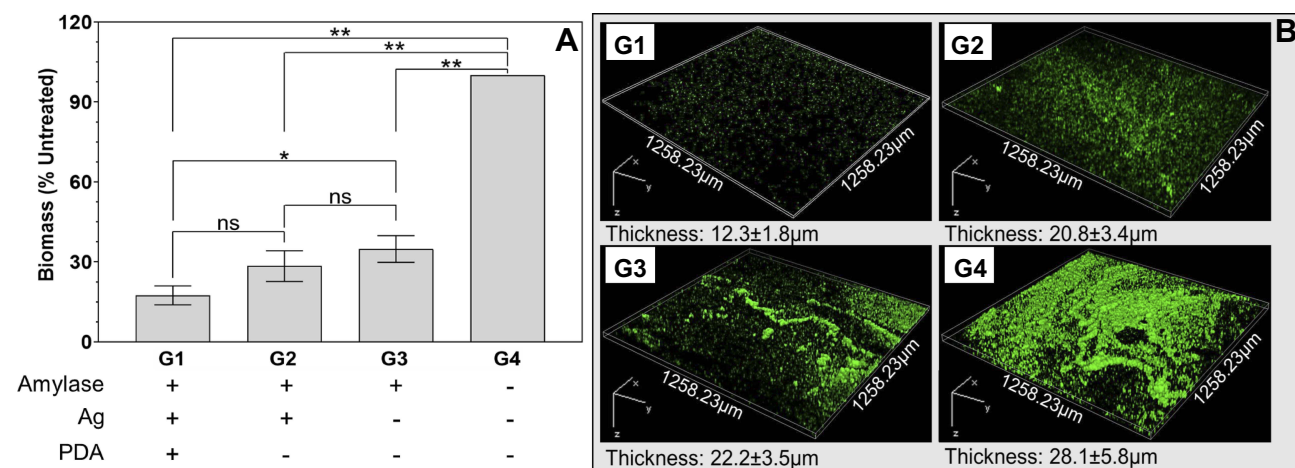 A
Biomass (% Untreated)
120
90
60
30
0
**
**
**
*
ns
ns
G1 G2 G3 G4
Amylase + + + -
Ag + + - -
PDA + - - -
B
G1
1258.23µm
1258.23µm
x
y
z
Thickness: 12.3±1.8µm
G2
1258.23µm
1258.23µm
x
y
z
Thickness: 20.8±3.4µm
G3
1258.23µm
1258.23µm
x
y
z
Thickness: 22.2±3.5µm
G4
1258.23µm
1258.23µm
x
y
z
Thickness: 28.1±5.8µm